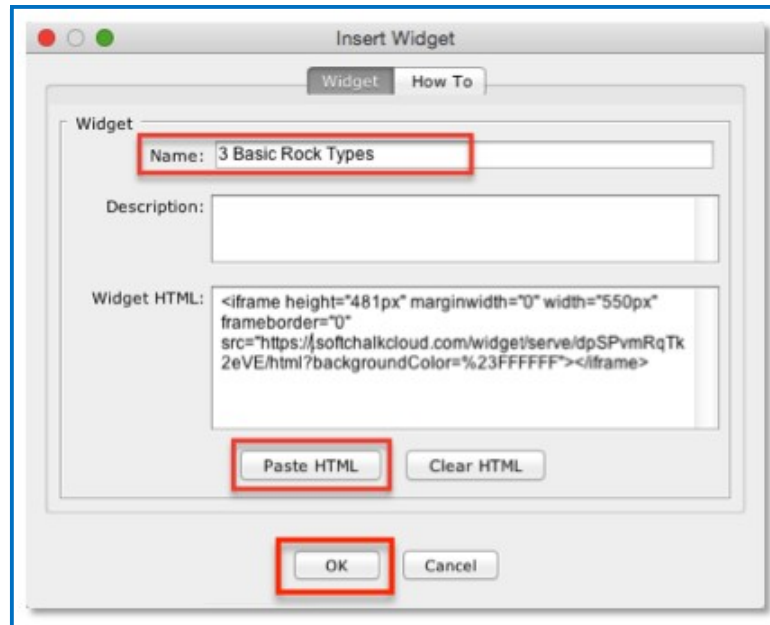 Insert Widget
Widget How To
Widget
Name: 3 Basic Rock Types
Description:
Widget HTML: <iframe height="481px" marginwidth="0" width="550px"
frameborder="0"
src="https://.softchalkcloud.com/widget/serve/dpSPvmRqTk
2eVE/html?backgroundColor=%23FFFFFF"></iframe>
Paste HTML Clear HTML
OK Cancel